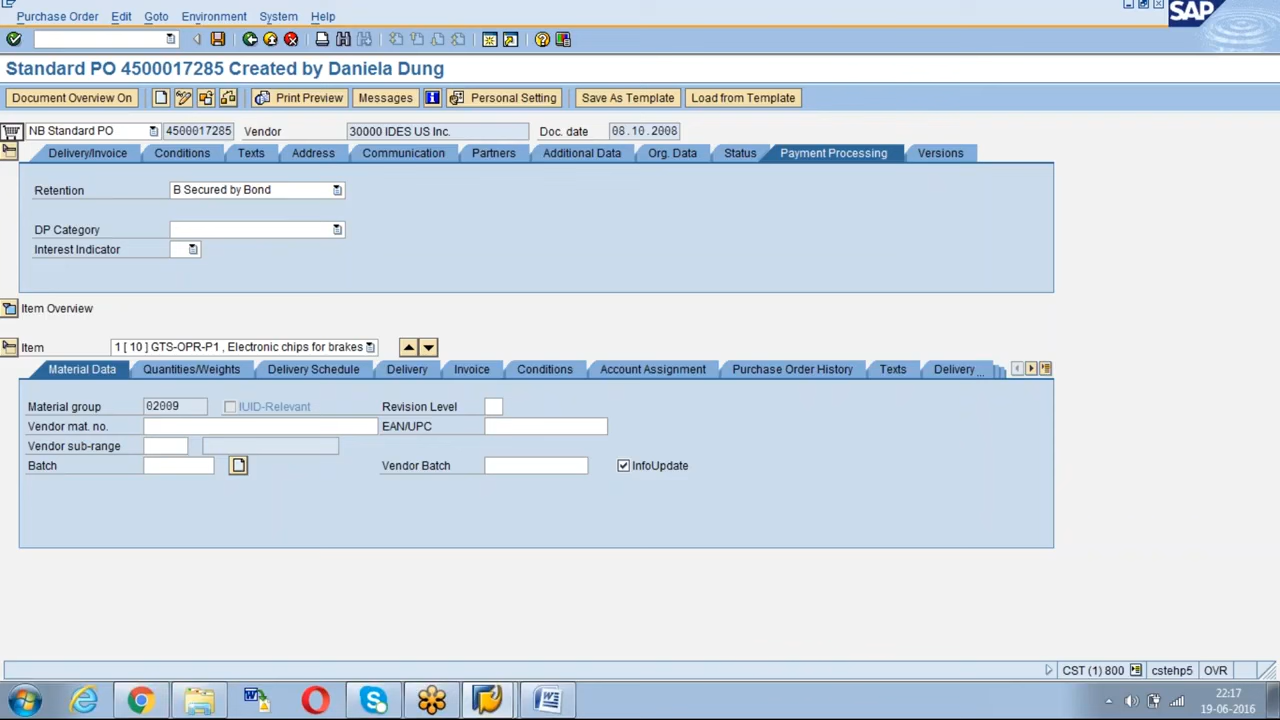 Purchase Order Edit Goto Environment System Help
SAP
Standard PO 4500017285 Created by Daniela Dung
Document Overview On Print Preview Messages Personal Setting Save As Template Load from Template
NB Standard PO 4500017285 Vendor 30000 IDES US Inc. Doc. date 08.10.2008
Delivery/Invoice Conditions Texts Address Communication Partners Additional Data Org. Data Status Payment Processing Versions
Retention B Secured by Bond
DP Category
Interest Indicator
Item Overview
Item 1 [ 10 ] GTS-OPR-P1 , Electronic chips for brakes
Material Data Quantities/Weights Delivery Schedule Delivery Invoice Conditions Account Assignment Purchase Order History Texts Delivery ...
Material group 02009 IUID-Relevant Revision Level
Vendor mat. no. EAN/UPC
Vendor sub-range
Batch Vendor Batch InfoUpdate
CST (1) 800 cstehp5 OVR
22:17
19-06-2016